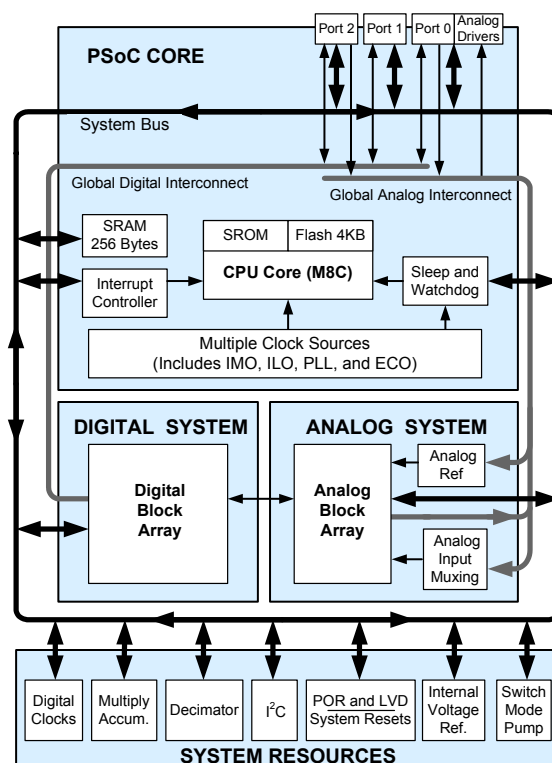 Port 2
Port 1
Port 0
Analog
Drivers
PSoC CORE
System Bus
Global Digital Interconnect
Global Analog Interconnect
SRAM
256 Bytes
SROM
Flash 4KB
CPU Core (M8C)
Interrupt
Controller
Sleep and
Watchdog
Multiple Clock Sources
(Includes IMO, ILO, PLL, and ECO)
DIGITAL SYSTEM
ANALOG SYSTEM
Digital
Block
Array
Analog
Block
Array
Analog
Ref
Analog
Input
Muxing
Digital
Clocks
Multiply
Accum.
Decimator
I²C
POR and LVD
System Resets
Internal
Voltage
Ref.
Switch
Mode
Pump
SYSTEM RESOURCES